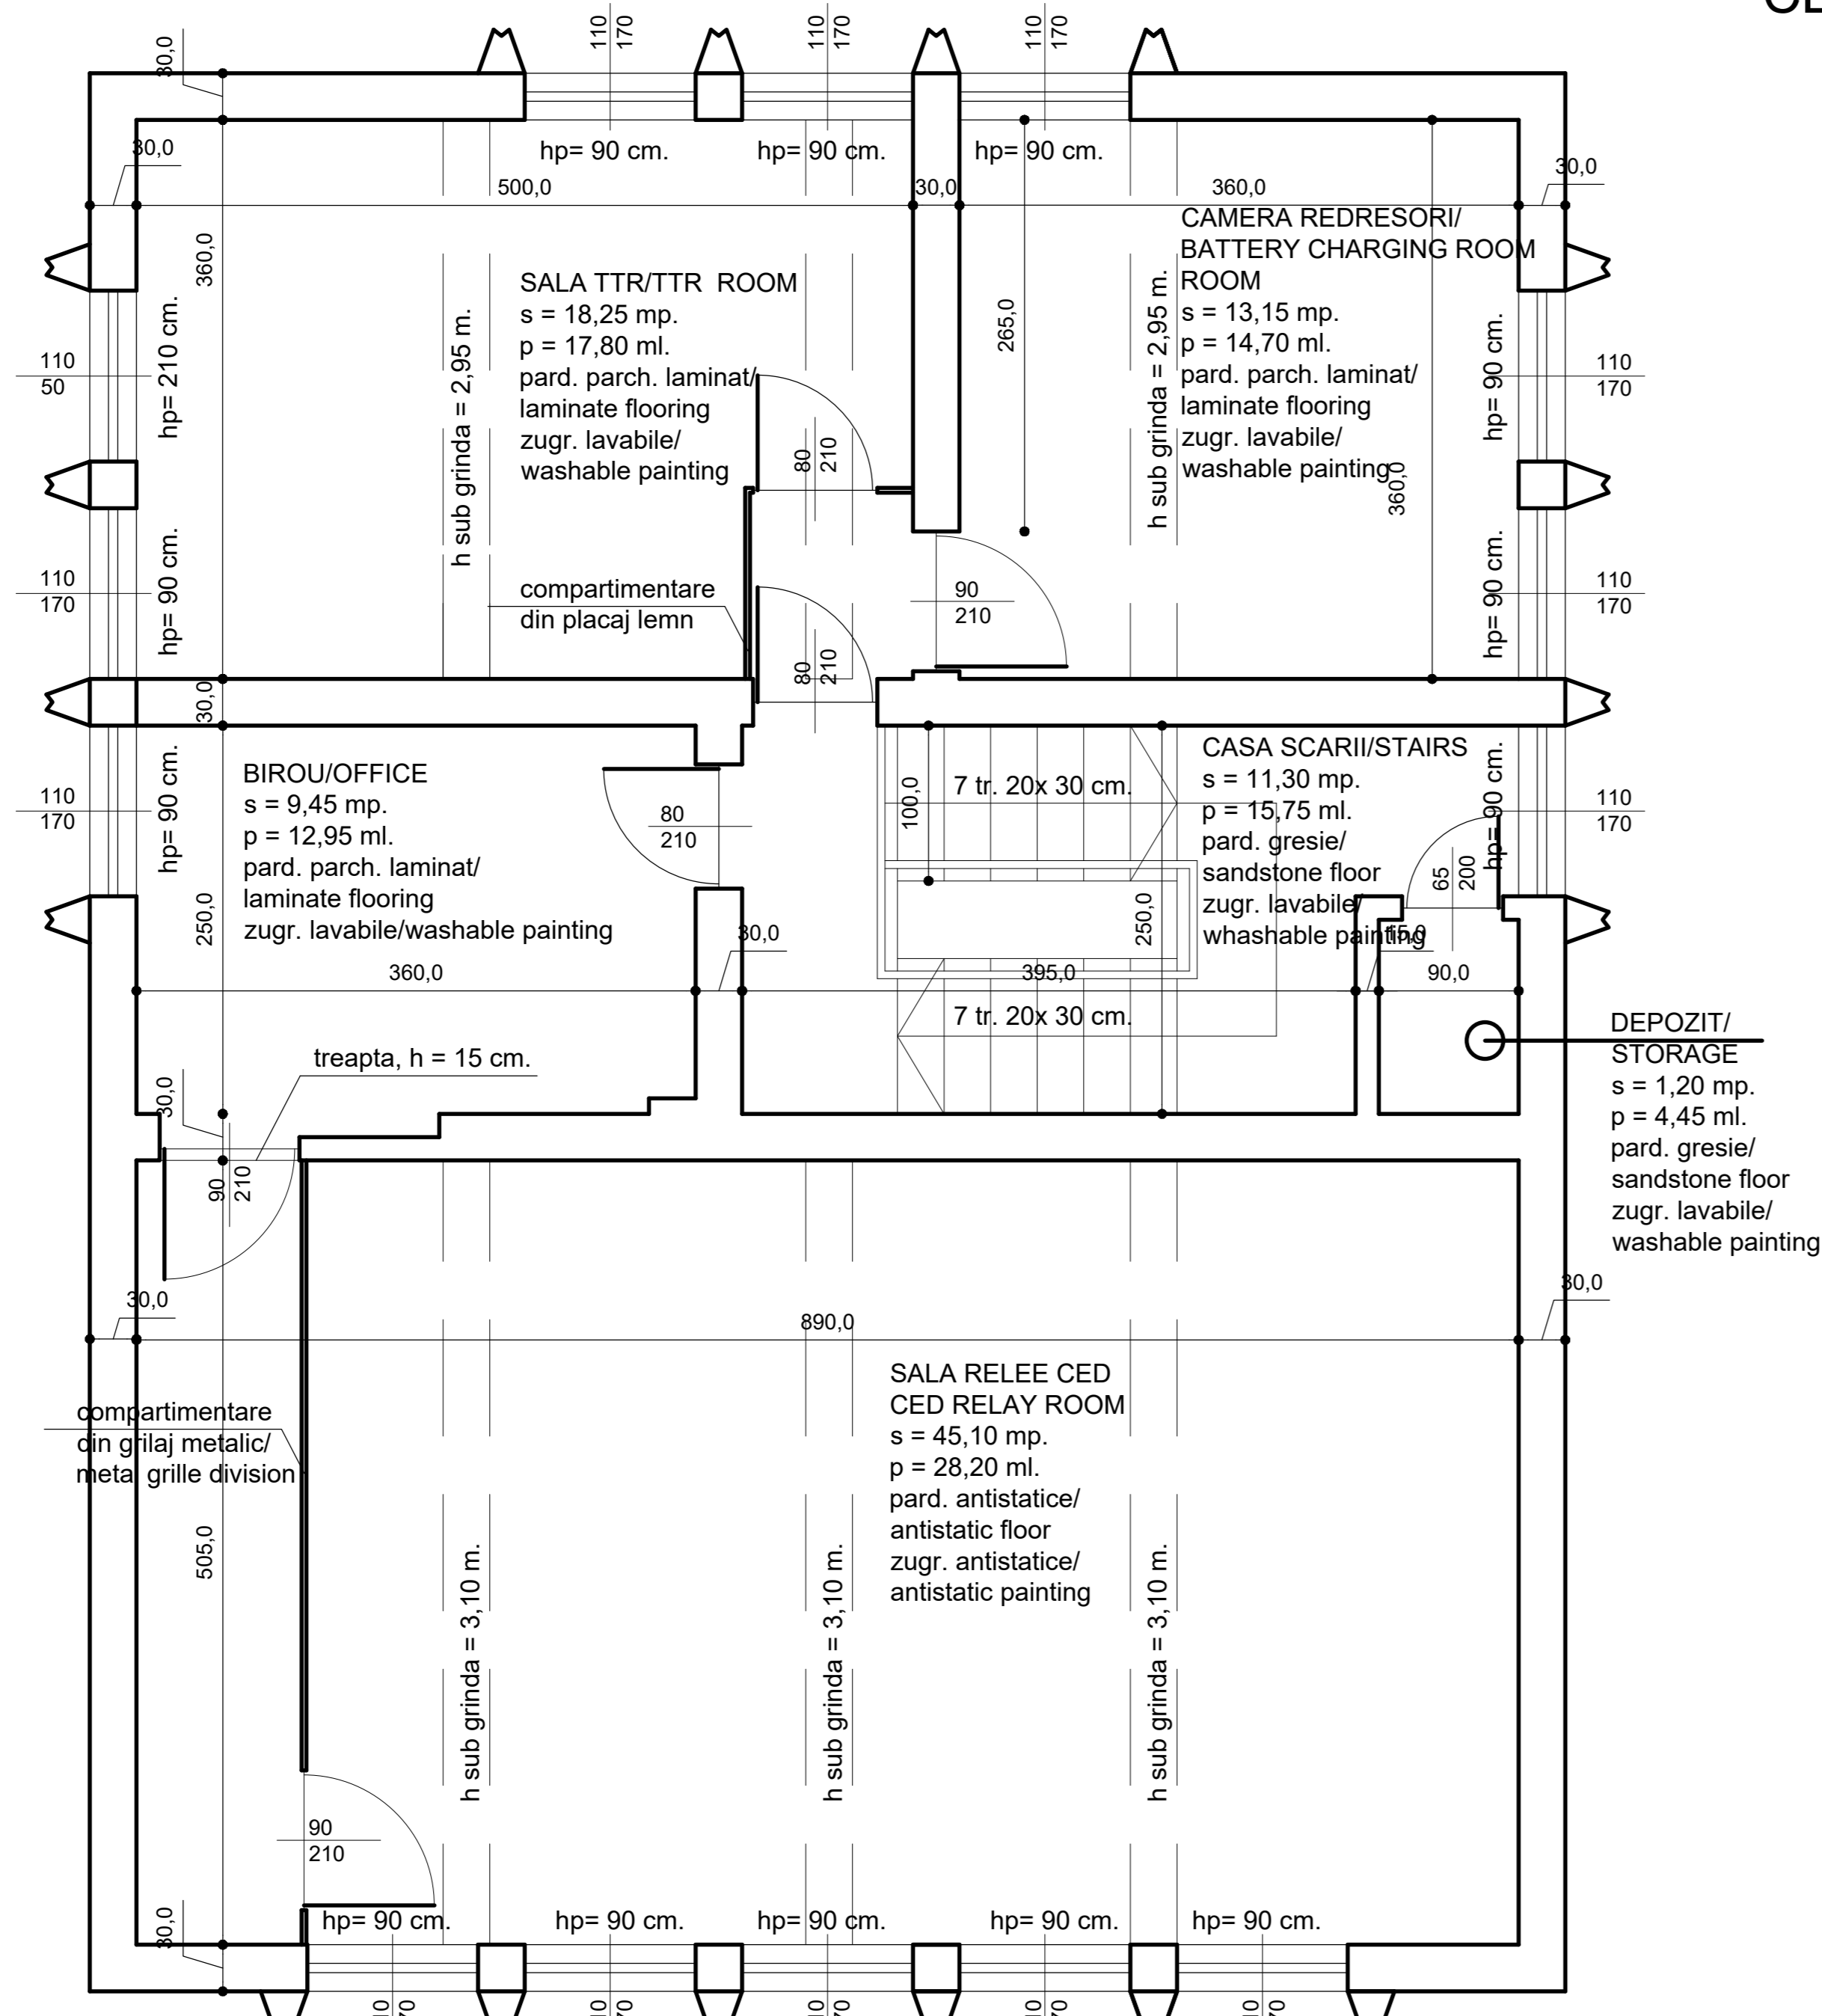 110
170
110
170
110
170
30,0
hp= 90 cm.
hp= 90 cm.
hp= 90 cm.
30,0
500,0
30,0
360,0
30,0
360,0
SALA TTR/TTR  ROOM
s = 18,25 mp.
p = 17,80 ml.
pard. parch. laminat/
laminate flooring
zugr. lavabile/
washable painting
h sub grinda = 2,95 m.
265,0
CAMERA REDRESORI/
BATTERY CHARGING ROOM
ROOM
s = 13,15 mp.
p = 14,70 ml.
pard. parch. laminat/
laminate flooring
zugr. lavabile/
washable painting
h sub grinda = 2,95 m.
360,0
110
50
hp= 210 cm.
110
170
hp= 90 cm.
110
170
hp= 90 cm.
hp= 90 cm.
110
170
hp= 90 cm.
110
170
hp= 90 cm.
110
170
80
210
80
210
90
210
compartimentare
din placaj lemn
30,0
BIROU/OFFICE
s = 9,45 mp.
p = 12,95 ml.
pard. parch. laminat/
laminate flooring
zugr. lavabile/washable painting
250,0
80
210
100,0
7 tr. 20x 30 cm.
CASA SCARII/STAIRS
s = 11,30 mp.
p = 15,75 ml.
pard. gresie/
sandstone floor
zugr. lavabile/
whashable painting
65
200
250,0
30,0
15,0
360,0
395,0
90,0
7 tr. 20x 30 cm.
DEPOZIT/
STORAGE
s = 1,20 mp.
p = 4,45 ml.
pard. gresie/
sandstone floor
zugr. lavabile/
washable painting
treapta, h = 15 cm.
30,0
90
210
30,0
890,0
30,0
SALA RELEE CED
CED RELAY ROOM
s = 45,10 mp.
p = 28,20 ml.
pard. antistatice/
antistatic floor
zugr. antistatice/
antistatic painting
compartimentare
din grilaj metalic/
metal grille division
505,0
h sub grinda = 3,10 m.
h sub grinda = 3,10 m.
h sub grinda = 3,10 m.
90
210
30,0
hp= 90 cm.
hp= 90 cm.
hp= 90 cm.
hp= 90 cm.
hp= 90 cm.